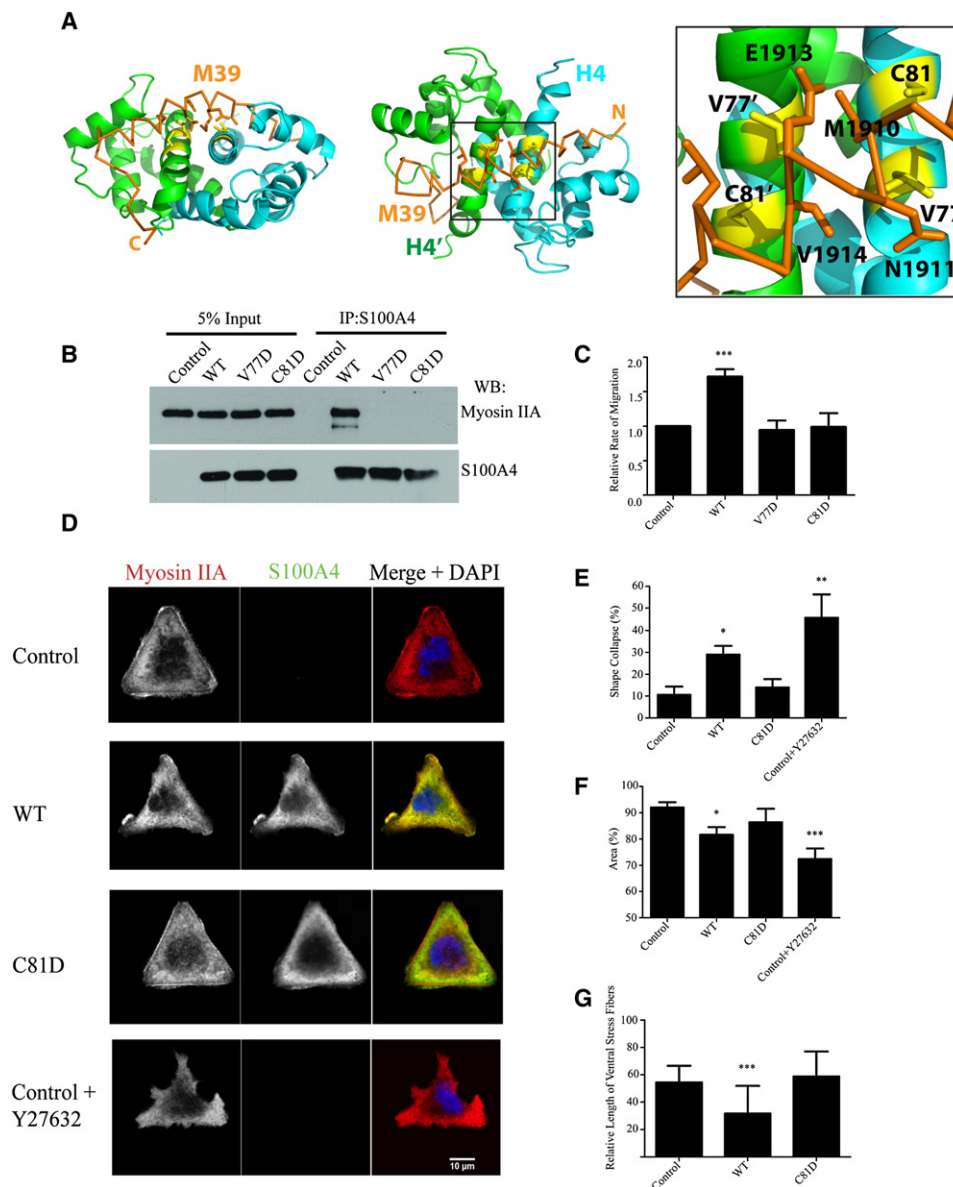 A
M39
C
H4
N
M39
H4'
E1913
C81
V77'
M1910
C81'
V77
V1914
N1911
B
5% Input
IP:S100A4
Control
WT
V77D
C81D
Control
WT
V77D
C81D
WB:
Myosin IIA
S100A4
C
Relative Rate of Migration
2.0
1.5
1.0
1.5
0.0
***
Control
WT
V77D
C81D
D
Myosin IIA
S100A4
Merge + DAPI
Control
WT
C81D
Control +
Y27632
10 µm
E
Shape Collapse (%)
60
50
40
30
20
10
0
*
**
Control
WT
C81D
Control+Y27632
F
Area (%)
100
90
80
70
60
50
*
***
Control
WT
C81D
Control+Y27632
G
Relative Length of Ventral Stress Fibers
100
80
60
40
20
***
Control
WT
C81D